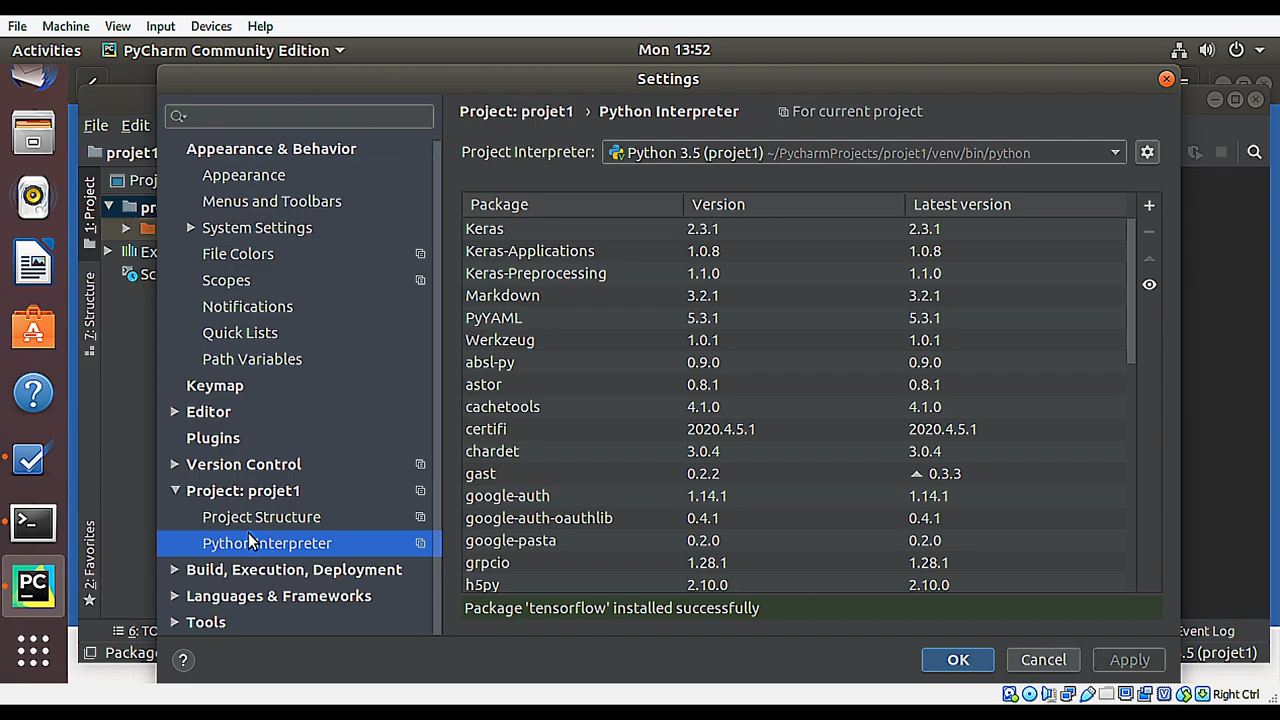 File Machine View Input Devices Help
Activities PyCharm Community Edition Mon 13:52
Settings
File Edit
projet1
1: Project
Proj
pr
Ex
Sc
7: Structure
2: Favorites
6: TO
Packag
Appearance & Behavior
Appearance
Menus and Toolbars
System Settings
File Colors
Scopes
Notifications
Quick Lists
Path Variables
Keymap
Editor
Plugins
Version Control
Project: projet1
Project Structure
Python Interpreter
Build, Execution, Deployment
Languages & Frameworks
Tools
?
Project: projet1 › Python Interpreter For current project
Project Interpreter: Python 3.5 (projet1) ~/PycharmProjects/projet1/venv/bin/python
Package Version Latest version
Keras 2.3.1 2.3.1
Keras-Applications 1.0.8 1.0.8
Keras-Preprocessing 1.1.0 1.1.0
Markdown 3.2.1 3.2.1
PyYAML 5.3.1 5.3.1
Werkzeug 1.0.1 1.0.1
absl-py 0.9.0 0.9.0
astor 0.8.1 0.8.1
cachetools 4.1.0 4.1.0
certifi 2020.4.5.1 2020.4.5.1
chardet 3.0.4 3.0.4
gast 0.2.2 0.3.3
google-auth 1.14.1 1.14.1
google-auth-oauthlib 0.4.1 0.4.1
google-pasta 0.2.0 0.2.0
grpcio 1.28.1 1.28.1
h5py 2.10.0 2.10.0
Package 'tensorflow' installed successfully
OK Cancel Apply
vent Log
.5 (projet1)
PC
Right Ctrl